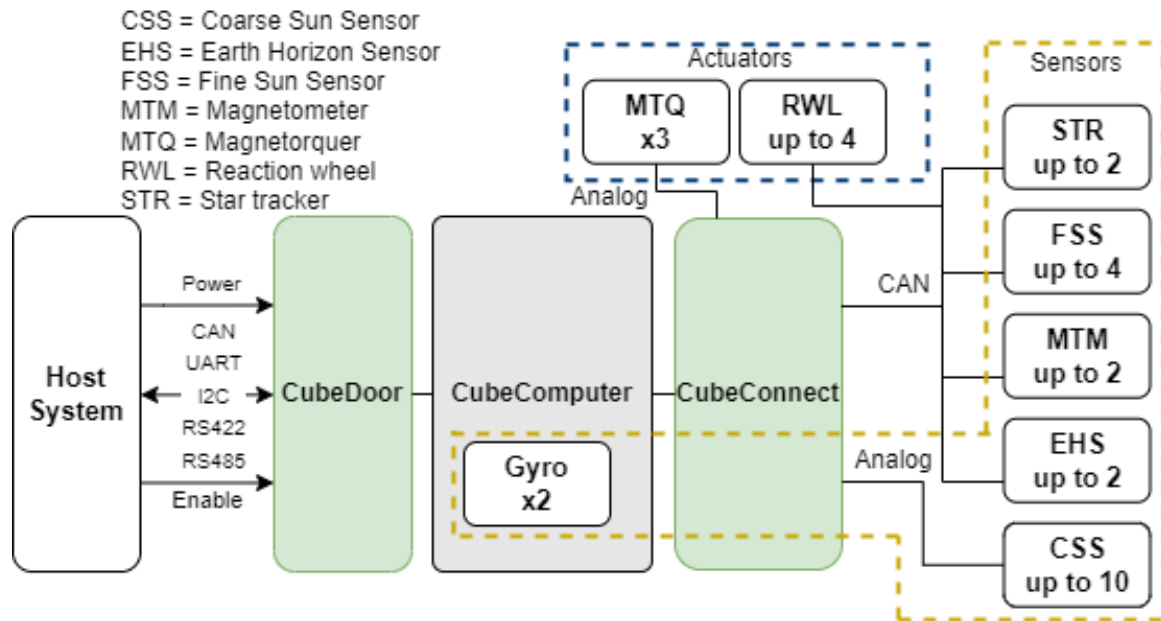 CSS = Coarse Sun Sensor
EHS = Earth Horizon Sensor
FSS = Fine Sun Sensor
MTM = Magnetometer
MTQ = Magnetorquer
RWL = Reaction wheel
STR = Star tracker
Actuators
MTQ
x3
RWL
up to 4
Analog
Sensors
STR
up to 2
FSS
up to 4
MTM
up to 2
EHS
up to 2
CSS
up to 10
CAN
Analog
Host
System
Power
CAN
UART
I2C
RS422
RS485
Enable
CubeDoor
CubeComputer
Gyro
x2
CubeConnect